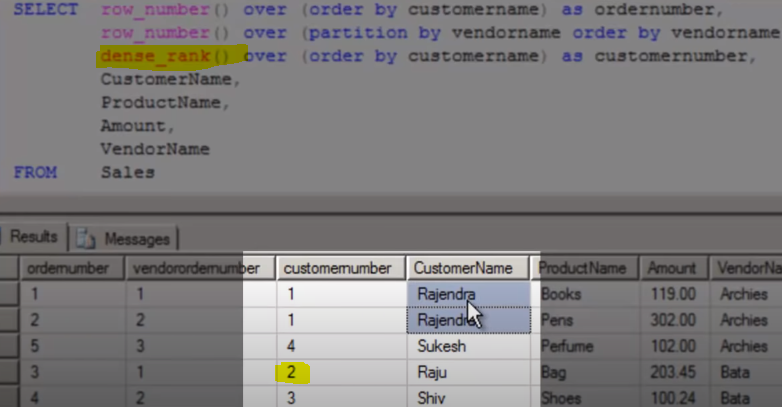 SELECT row_number() over (order by customername) as ordernumber,
row_number() over (partition by vendorname order by vendorname
dense_rank() over (order by customername) as customernumber,
CustomerName,
ProductName,
Amount,
VendorName
FROM Sales
Results Messages
ordernumber vendorordernumber customernumber CustomerName ProductName Amount VendorNa
1 1 1 Rajendra Books 119.00 Archies
2 2 1 Rajendra Pens 302.00 Archies
5 3 4 Sukesh Perfume 102.00 Archies
3 1 2 Raju Bag 203.45 Bata
4 2 3 Shiv Shoes 100.24 Bata